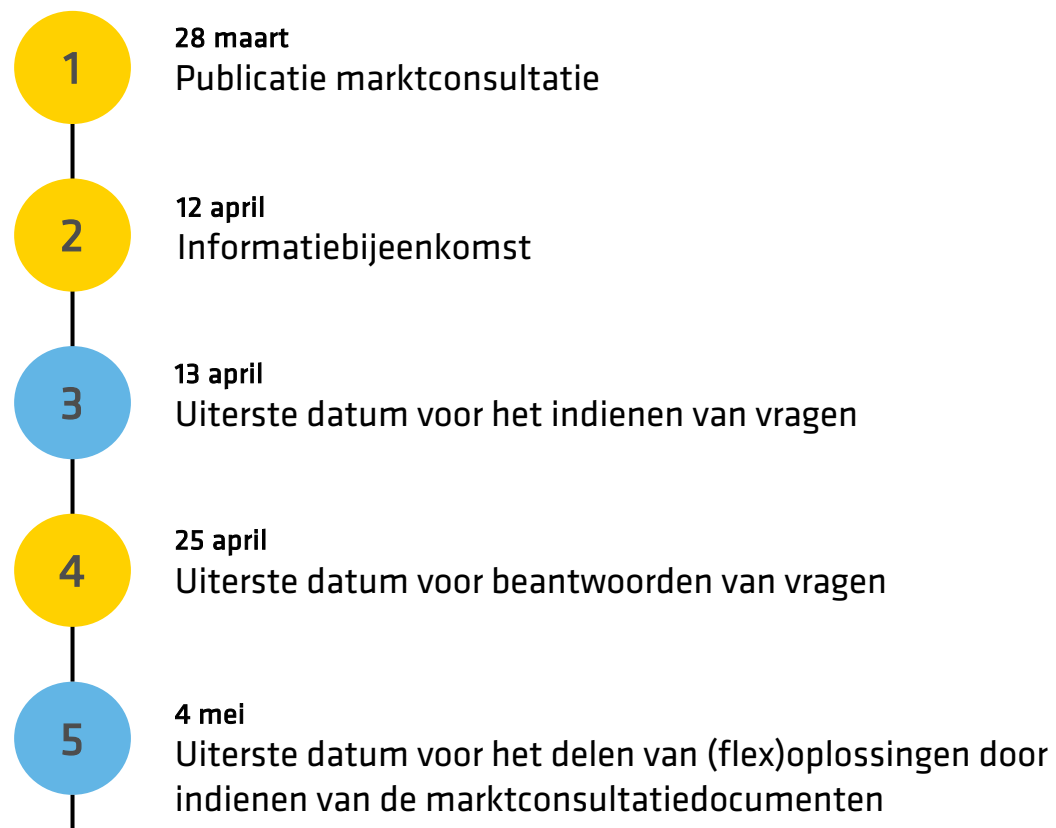 1
28 maart
Publicatie marktconsultatie
2
12 april
Informatiebijeenkomst
3
13 april
Uiterste datum voor het indienen van vragen
4
25 april
Uiterste datum voor beantwoorden van vragen
5
4 mei
Uiterste datum voor het delen van (flex)oplossingen door
indienen van de marktconsultatiedocumenten